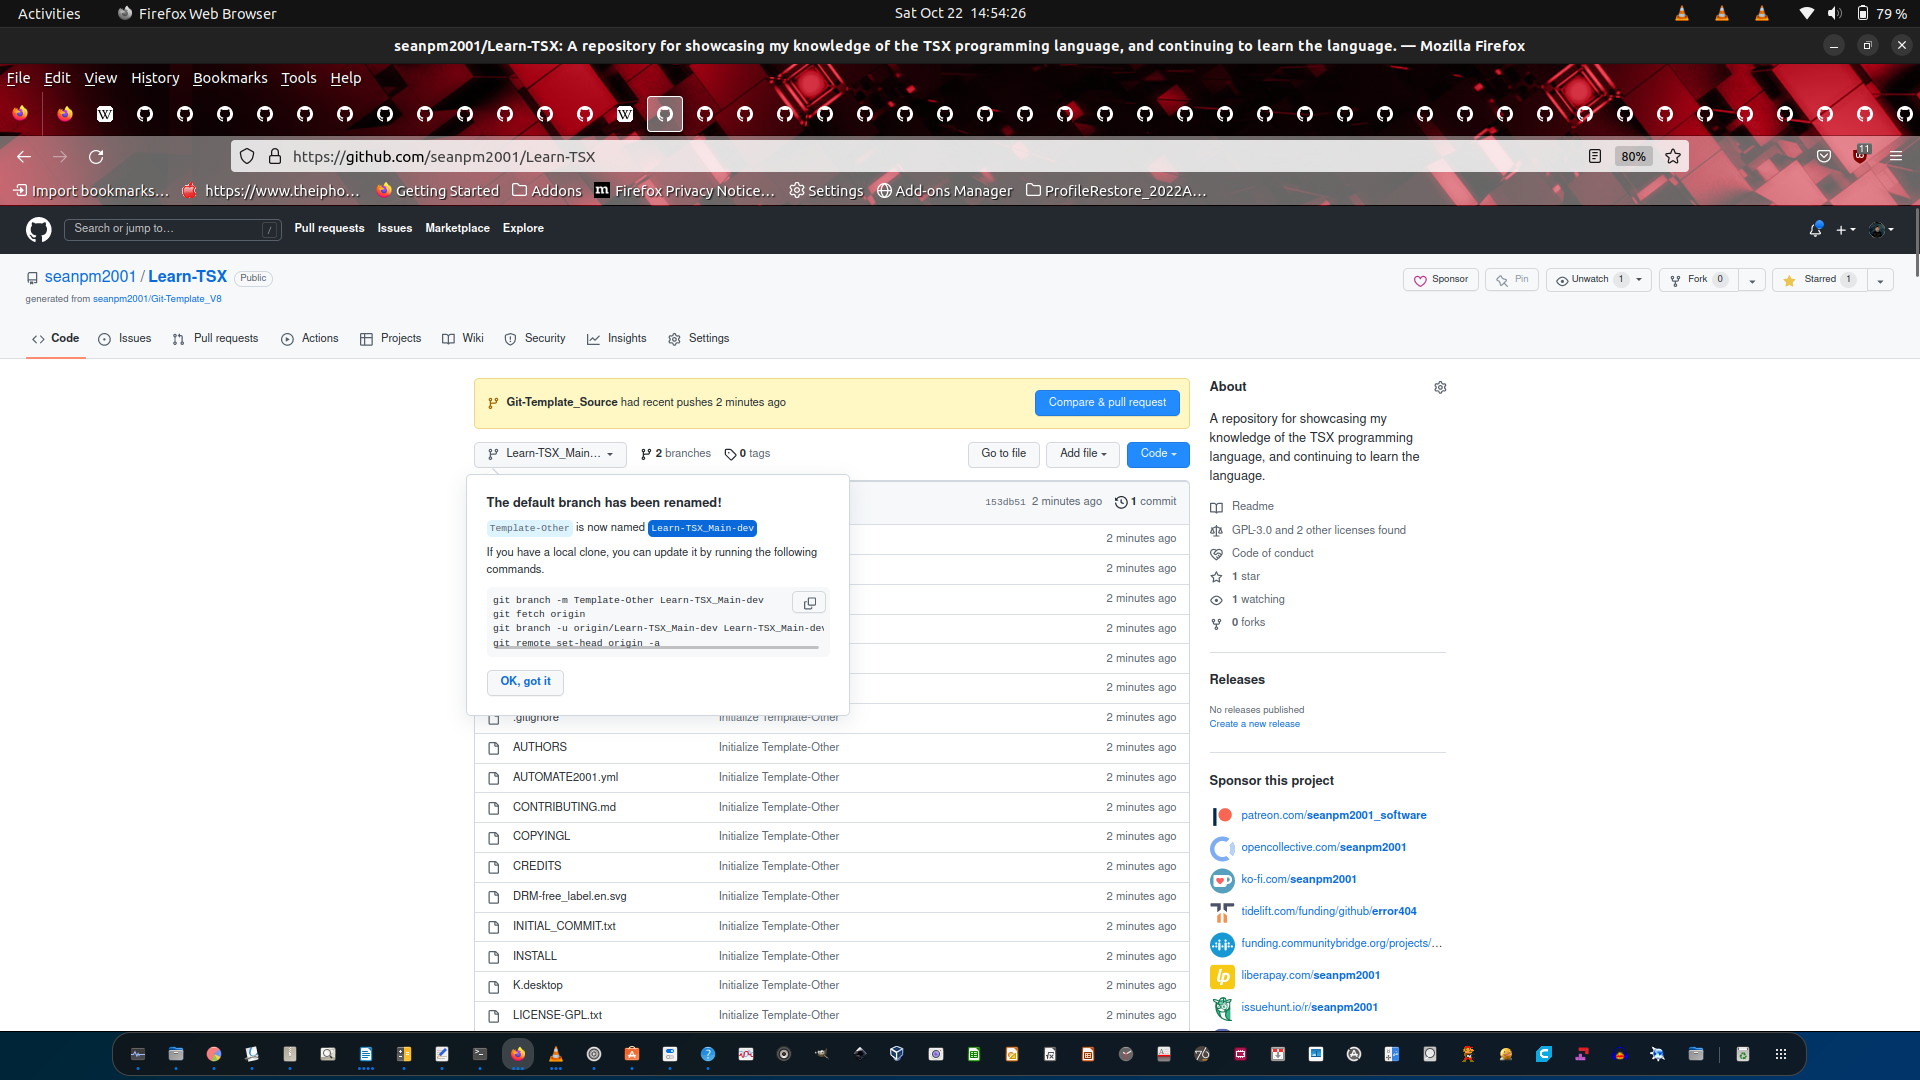 Activities
Firefox Web Browser
Sat Oct 22 14:54:26
79 %
seanpm2001/Learn-TSX: A repository for showcasing my knowledge of the TSX programming language, and continuing to learn the language. — Mozilla Firefox
File Edit View History Bookmarks Tools Help
https://github.com/seanpm2001/Learn-TSX
80%
11
Import bookmarks…
https://www.theipho…
Getting Started
Addons
Firefox Privacy Notice…
Settings
Add-ons Manager
ProfileRestore_2022A…
Search or jump to…
/
Pull requests
Issues
Marketplace
Explore
seanpm2001 / Learn-TSX
Public
generated from seanpm2001/Git-Template_V8
Sponsor
Pin
Unwatch 1
Fork 0
Starred 1
Code
Issues
Pull requests
Actions
Projects
Wiki
Security
Insights
Settings
Git-Template_Source had recent pushes 2 minutes ago
Compare & pull request
Learn-TSX_Main...
2 branches
0 tags
Go to file
Add file
Code
The default branch has been renamed!
Template-Other is now named Learn-TSX_Main-dev
If you have a local clone, you can update it by running the following
commands.
git branch -m Template-Other Learn-TSX_Main-dev
git fetch origin
git branch -u origin/Learn-TSX_Main-dev Learn-TSX_Main-dev
git remote set-head origin -a
OK, got it
153db51 2 minutes ago
1 commit
2 minutes ago
2 minutes ago
2 minutes ago
2 minutes ago
2 minutes ago
2 minutes ago
.gitignore Initialize Template-Other 2 minutes ago
AUTHORS Initialize Template-Other 2 minutes ago
AUTOMATE2001.yml Initialize Template-Other 2 minutes ago
CONTRIBUTING.md Initialize Template-Other 2 minutes ago
COPYINGL Initialize Template-Other 2 minutes ago
CREDITS Initialize Template-Other 2 minutes ago
DRM-free_label.en.svg Initialize Template-Other 2 minutes ago
INITIAL_COMMIT.txt Initialize Template-Other 2 minutes ago
INSTALL Initialize Template-Other 2 minutes ago
K.desktop Initialize Template-Other 2 minutes ago
LICENSE-GPL.txt Initialize Template-Other 2 minutes ago
About
A repository for showcasing my
knowledge of the TSX programming
language, and continuing to learn the
language.
Readme
GPL-3.0 and 2 other licenses found
Code of conduct
1 star
1 watching
0 forks
Releases
No releases published
Create a new release
Sponsor this project
patreon.com/seanpm2001_software
opencollective.com/seanpm2001
ko-fi.com/seanpm2001
tidelift.com/funding/github/error404
funding.communitybridge.org/projects/…
liberapay.com/seanpm2001
issuehunt.io/r/seanpm2001